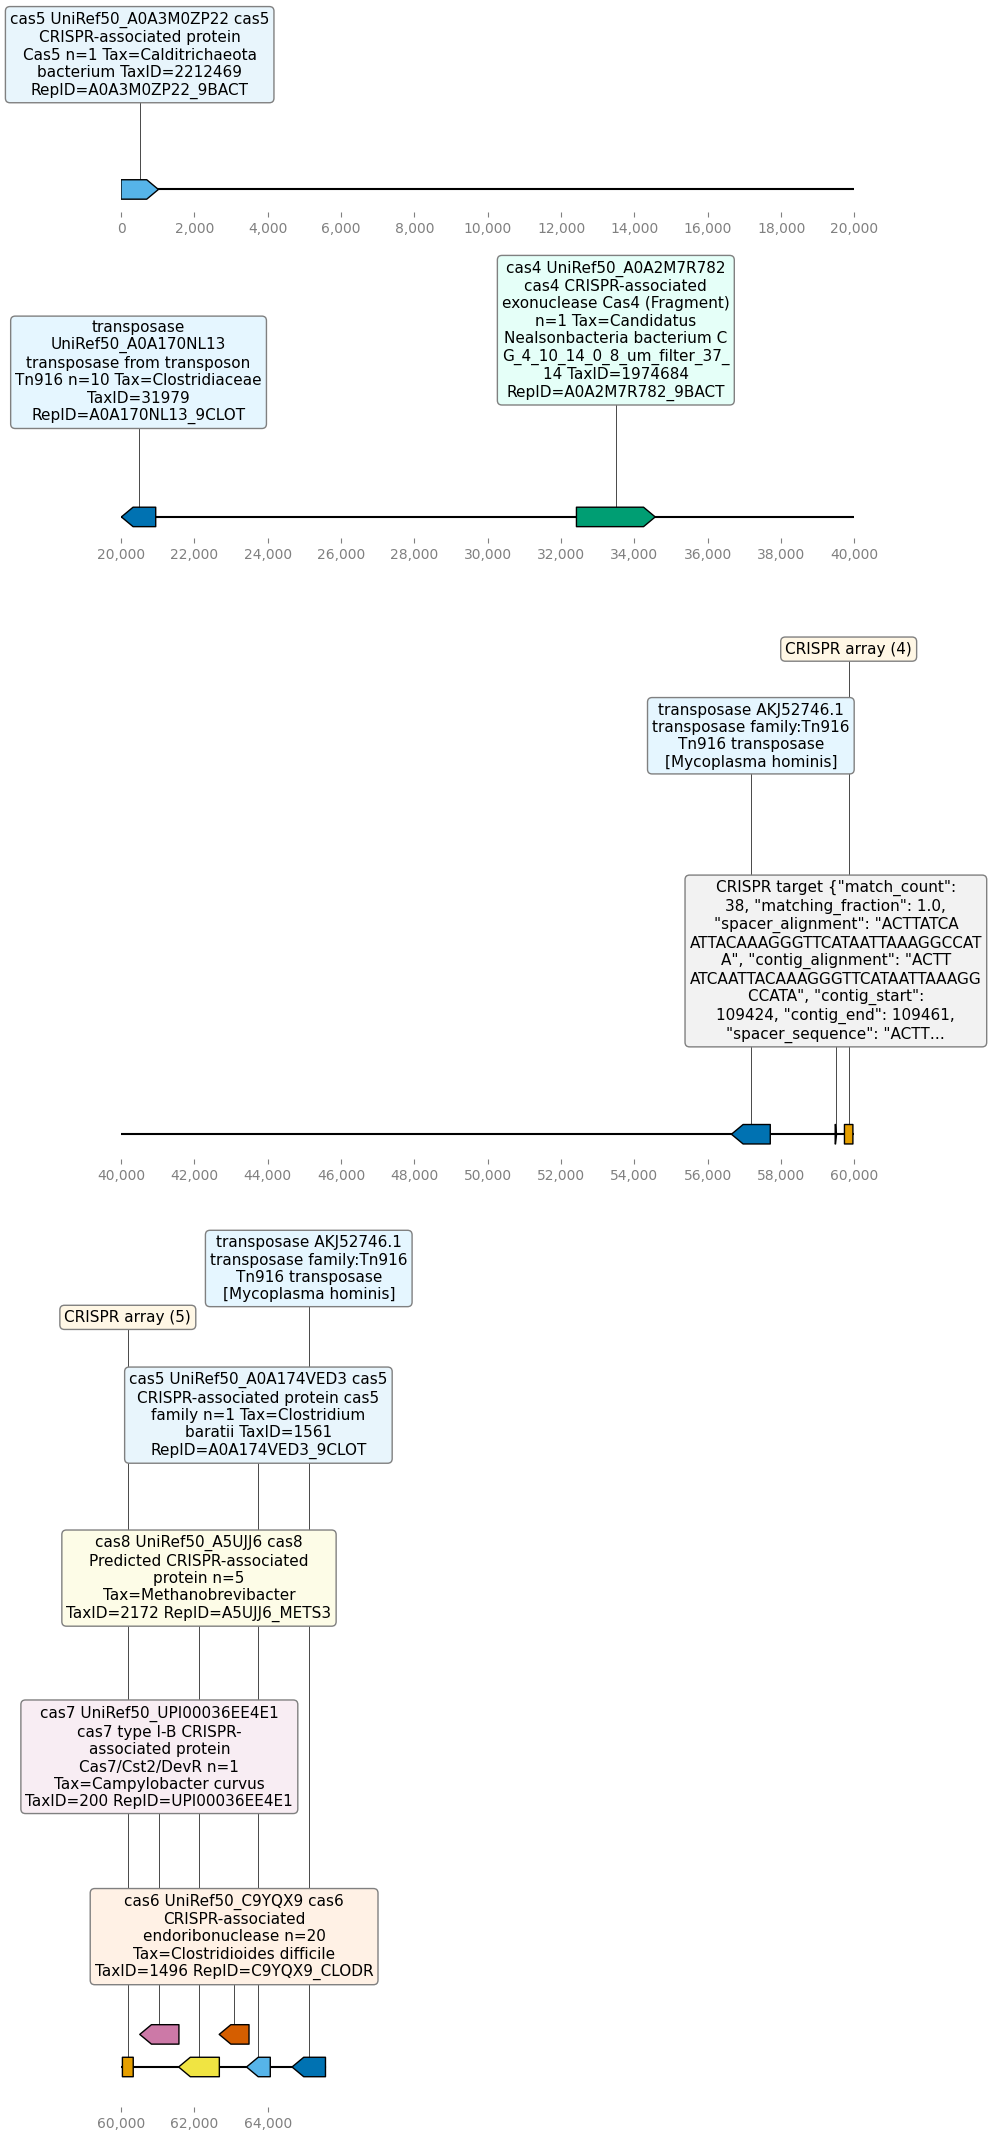 cas5 UniRef50_A0A3M0ZP22 cas5
CRISPR-associated protein
Cas5 n=1 Tax=Calditrichaeota
bacterium TaxID=2212469
RepID=A0A3M0ZP22_9BACT
0
2,000
4,000
6,000
8,000
10,000
12,000
14,000
16,000
18,000
20,000
cas4 UniRef50_A0A2M7R782
cas4 CRISPR-associated
exonuclease Cas4 (Fragment)
n=1 Tax=Candidatus
Nealsonbacteria bacterium C
G_4_10_14_0_8_um_filter_37_
14 TaxID=1974684
RepID=A0A2M7R782_9BACT
transposase
UniRef50_A0A170NL13
transposase from transposon
Tn916 n=10 Tax=Clostridiaceae
TaxID=31979
RepID=A0A170NL13_9CLOT
20,000
22,000
24,000
26,000
28,000
30,000
32,000
34,000
36,000
38,000
40,000
CRISPR array (4)
transposase AKJ52746.1
transposase family:Tn916
Tn916 transposase
[Mycoplasma hominis]
CRISPR target {"match_count":
38, "matching_fraction": 1.0,
"spacer_alignment": "ACTTATCA
ATTACAAAGGGTTCATAATTAAAGGCCAT
A", "contig_alignment": "ACTT
ATCAATTACAAAGGGTTCATAATTAAAGG
CCATA", "contig_start":
109424, "contig_end": 109461,
"spacer_sequence": "ACTT...
40,000
42,000
44,000
46,000
48,000
50,000
52,000
54,000
56,000
58,000
60,000
transposase AKJ52746.1
transposase family:Tn916
Tn916 transposase
[Mycoplasma hominis]
CRISPR array (5)
cas5 UniRef50_A0A174VED3 cas5
CRISPR-associated protein cas5
family n=1 Tax=Clostridium
baratii TaxID=1561
RepID=A0A174VED3_9CLOT
cas8 UniRef50_A5UJJ6 cas8
Predicted CRISPR-associated
protein n=5
Tax=Methanobrevibacter
TaxID=2172 RepID=A5UJJ6_METS3
cas7 UniRef50_UPI00036EE4E1
cas7 type I-B CRISPR-
associated protein
Cas7/Cst2/DevR n=1
Tax=Campylobacter curvus
TaxID=200 RepID=UPI00036EE4E1
cas6 UniRef50_C9YQX9 cas6
CRISPR-associated
endoribonuclease n=20
Tax=Clostridioides difficile
TaxID=1496 RepID=C9YQX9_CLODR
60,000
62,000
64,000